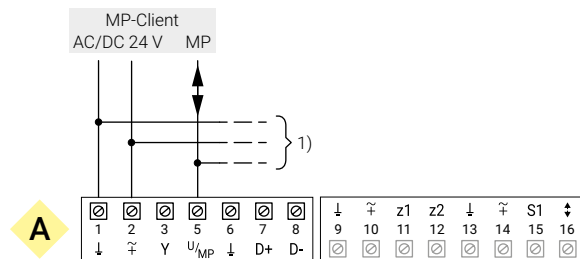 MP-Client
AC/DC 24 V MP
1)
A
1 2 3 5 6 7 8
⏚ ≂ Y U/MP ⏚ D+ D-
⏚ ≂ z1 z2 ⏚ ≂ S1 ↕
9 10 11 12 13 14 15 16